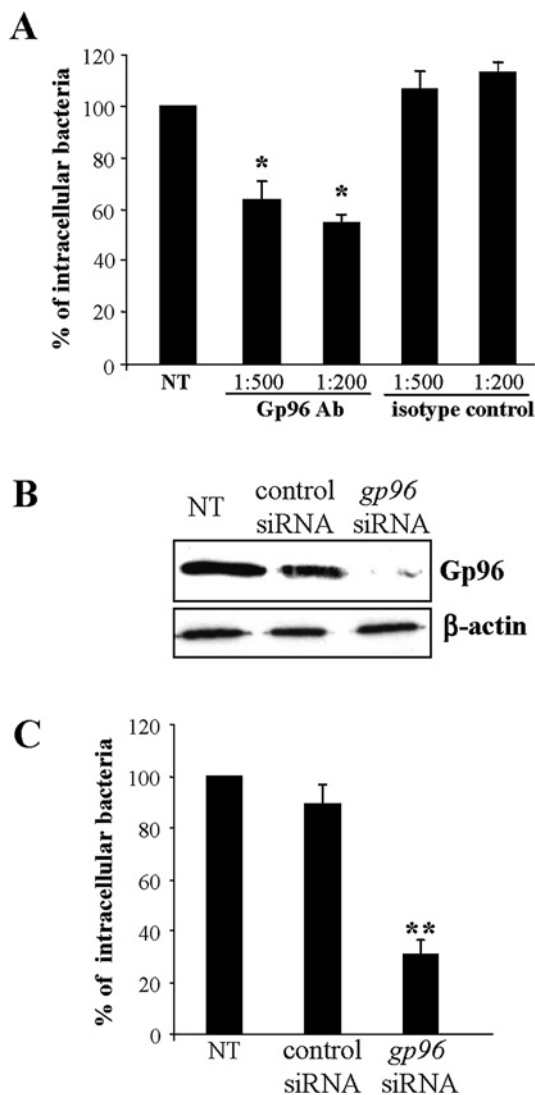 A
% of intracellular bacteria
120
100
80
60
40
20
0
* *
NT 1:500 1:200 1:500 1:200
Gp96 Ab isotype control
B
NT control siRNA gp96 siRNA
Gp96
β-actin
C
% of intracellular bacteria
120
100
80
60
40
20
0
**
NT control siRNA gp96 siRNA